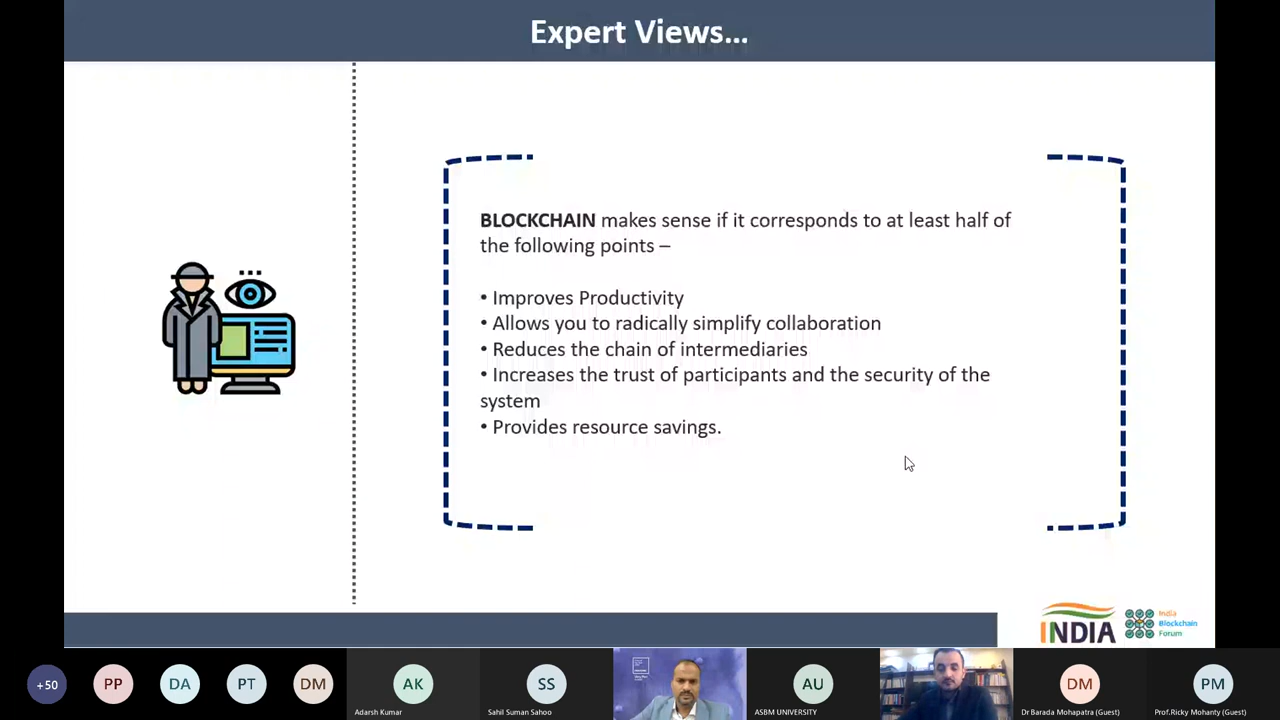 Expert Views...
BLOCKCHAIN makes sense if it corresponds to at least half of
the following points –
• Improves Productivity
• Allows you to radically simplify collaboration
• Reduces the chain of intermediaries
• Increases the trust of participants and the security of the
system
• Provides resource savings.
INDIA
India
Blockchain
Forum
+50
PP
DA
PT
DM
AK
Adarsh Kumar
SS
Sahil Suman Sahoo
AU
ASBM UNIVERSITY
DM
Dr Barada Mohapatra (Guest)
PM
Prof.Ricky Mohanty (Guest)